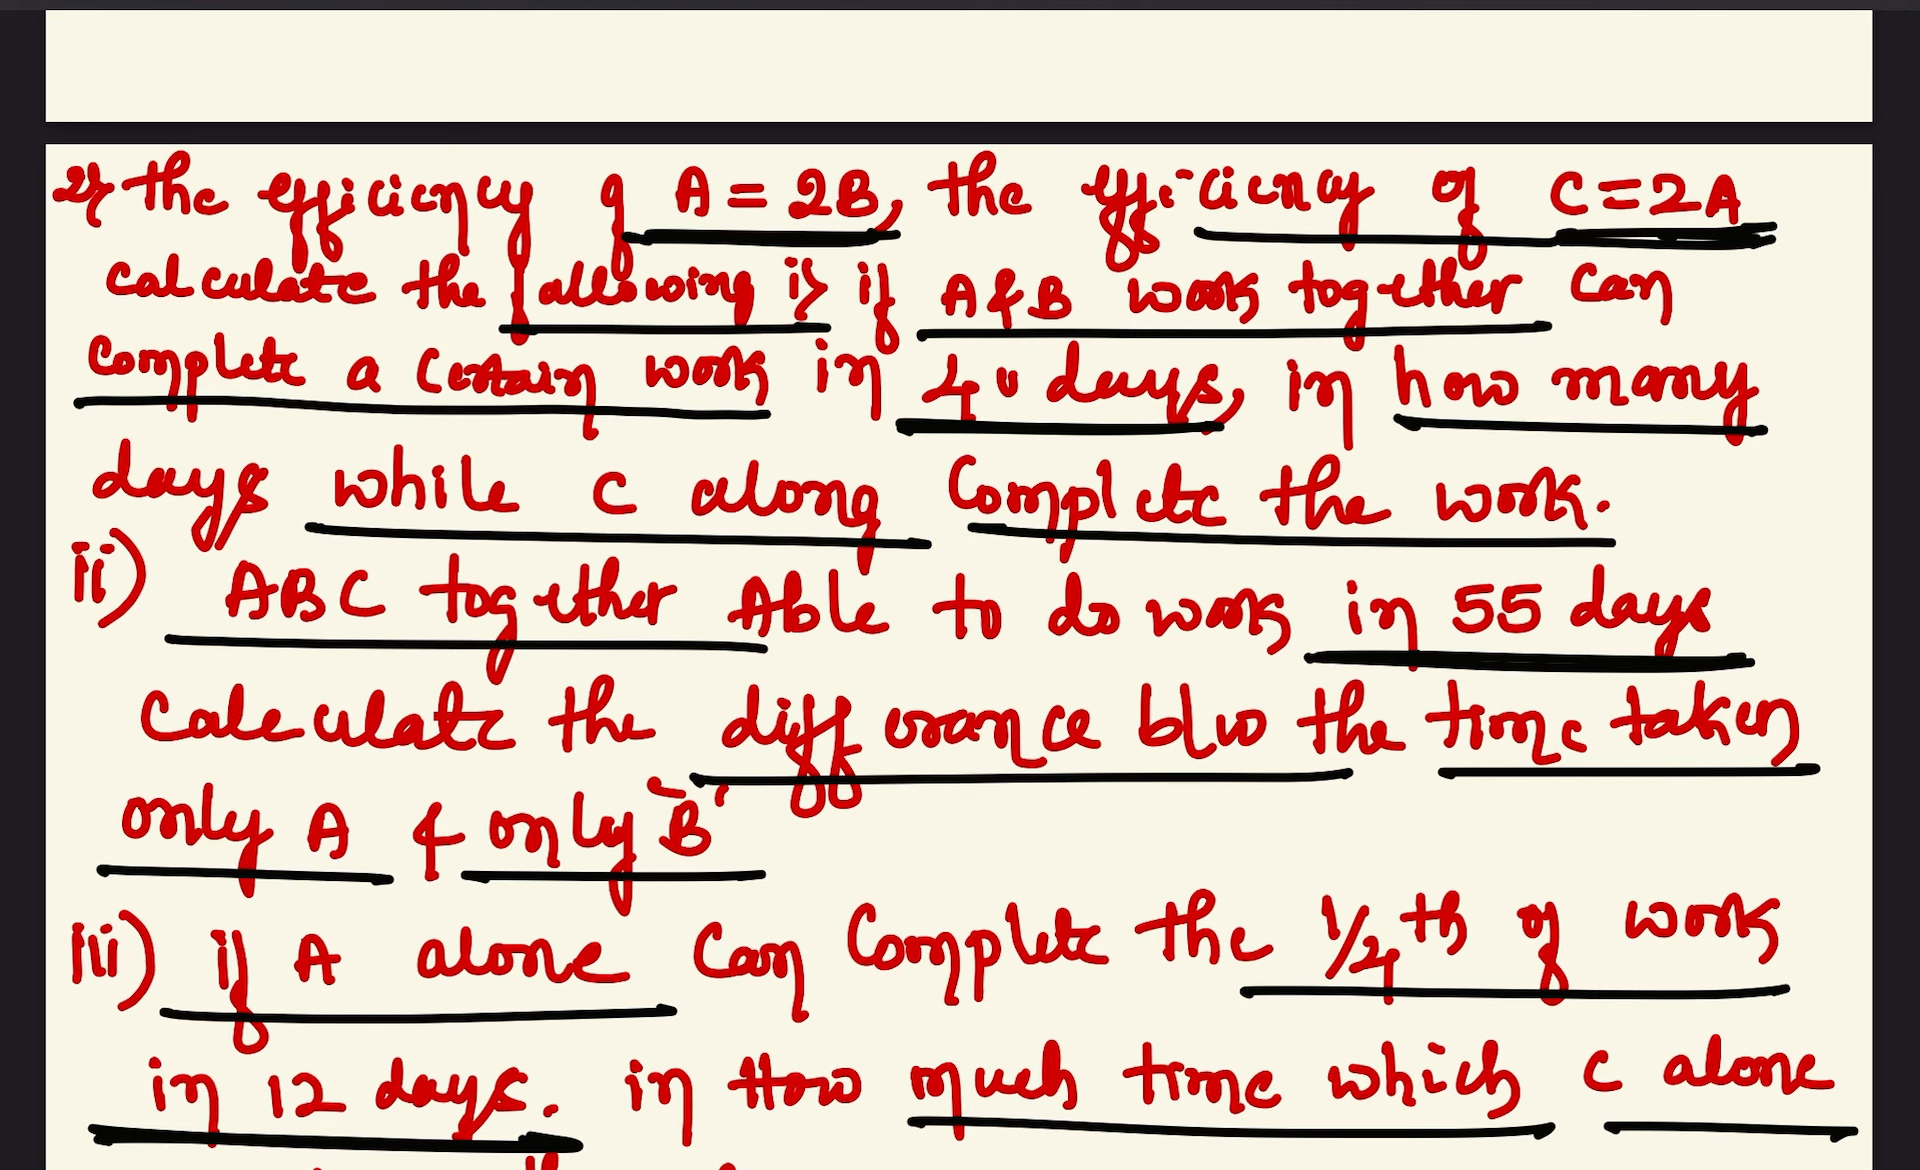 2} the efficiency of A = 2B, the efficiency of C=2A
calculate the following i> if A & B work together can
complete a certain work in 40 days, in how many
days while C along complete the work.
ii) ABC together Able to do work in 55 days
calculate the differance b/w the time taken
only A & only "B"
iii) if A alone can complete the 1/4th of work
in 12 days. in How much time which C alone